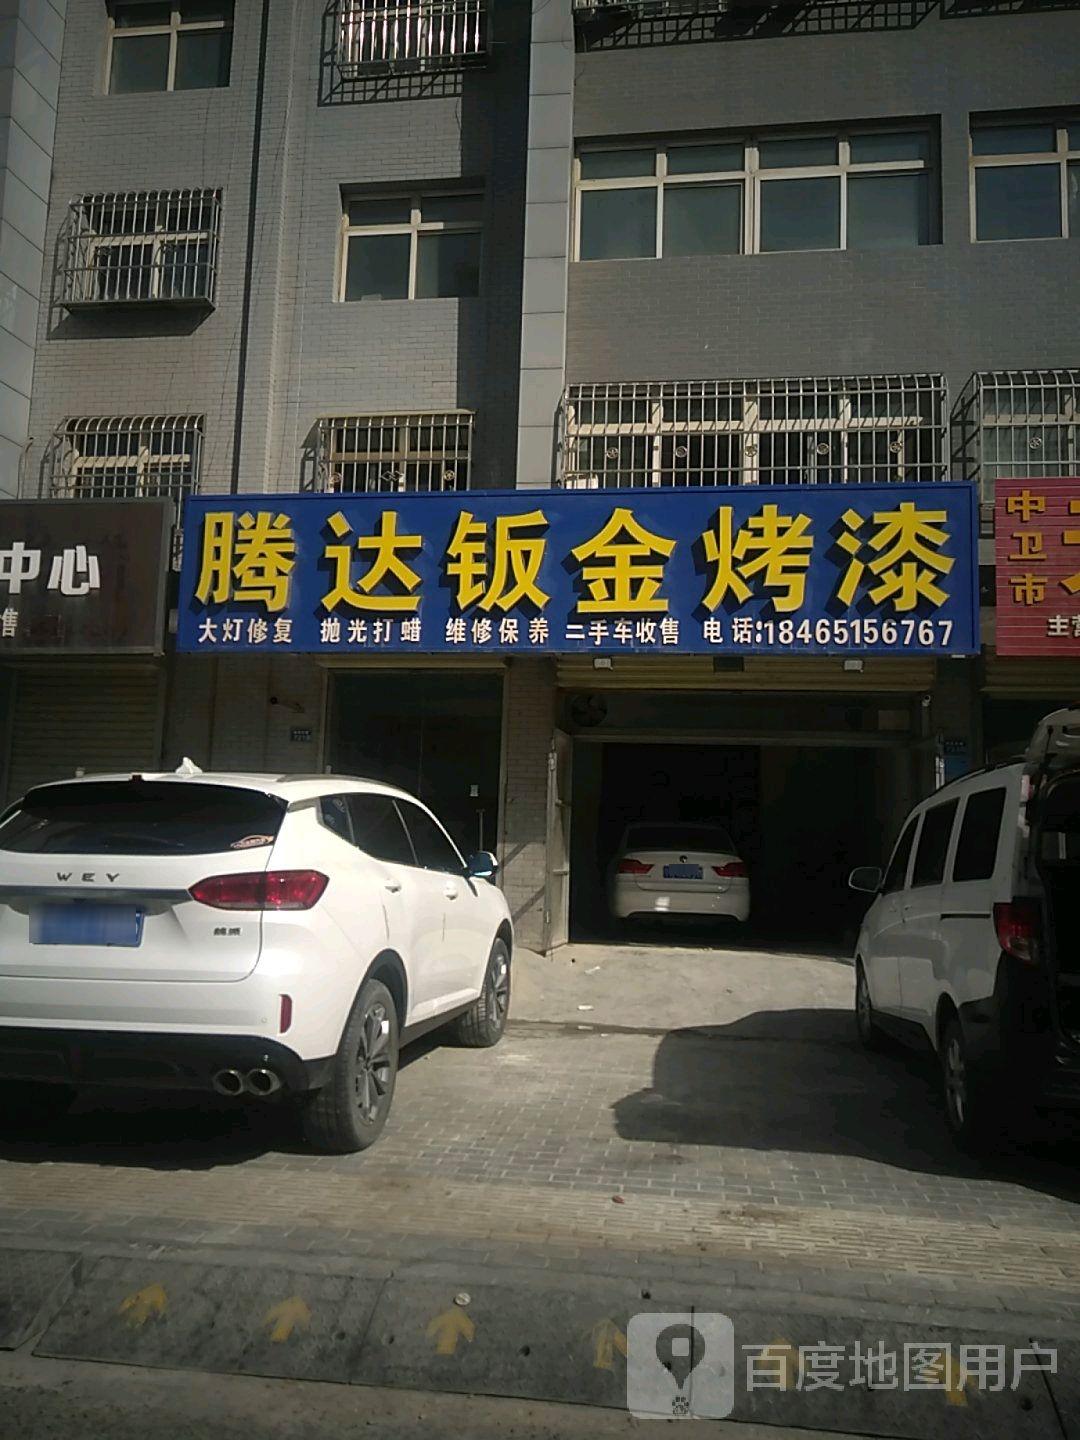 腾达钣金烤漆
大灯修复 抛光打蜡 维修保养 二手车收售 电话:18465156767
中心
售
中卫市
主营
WEY
百度地图用户